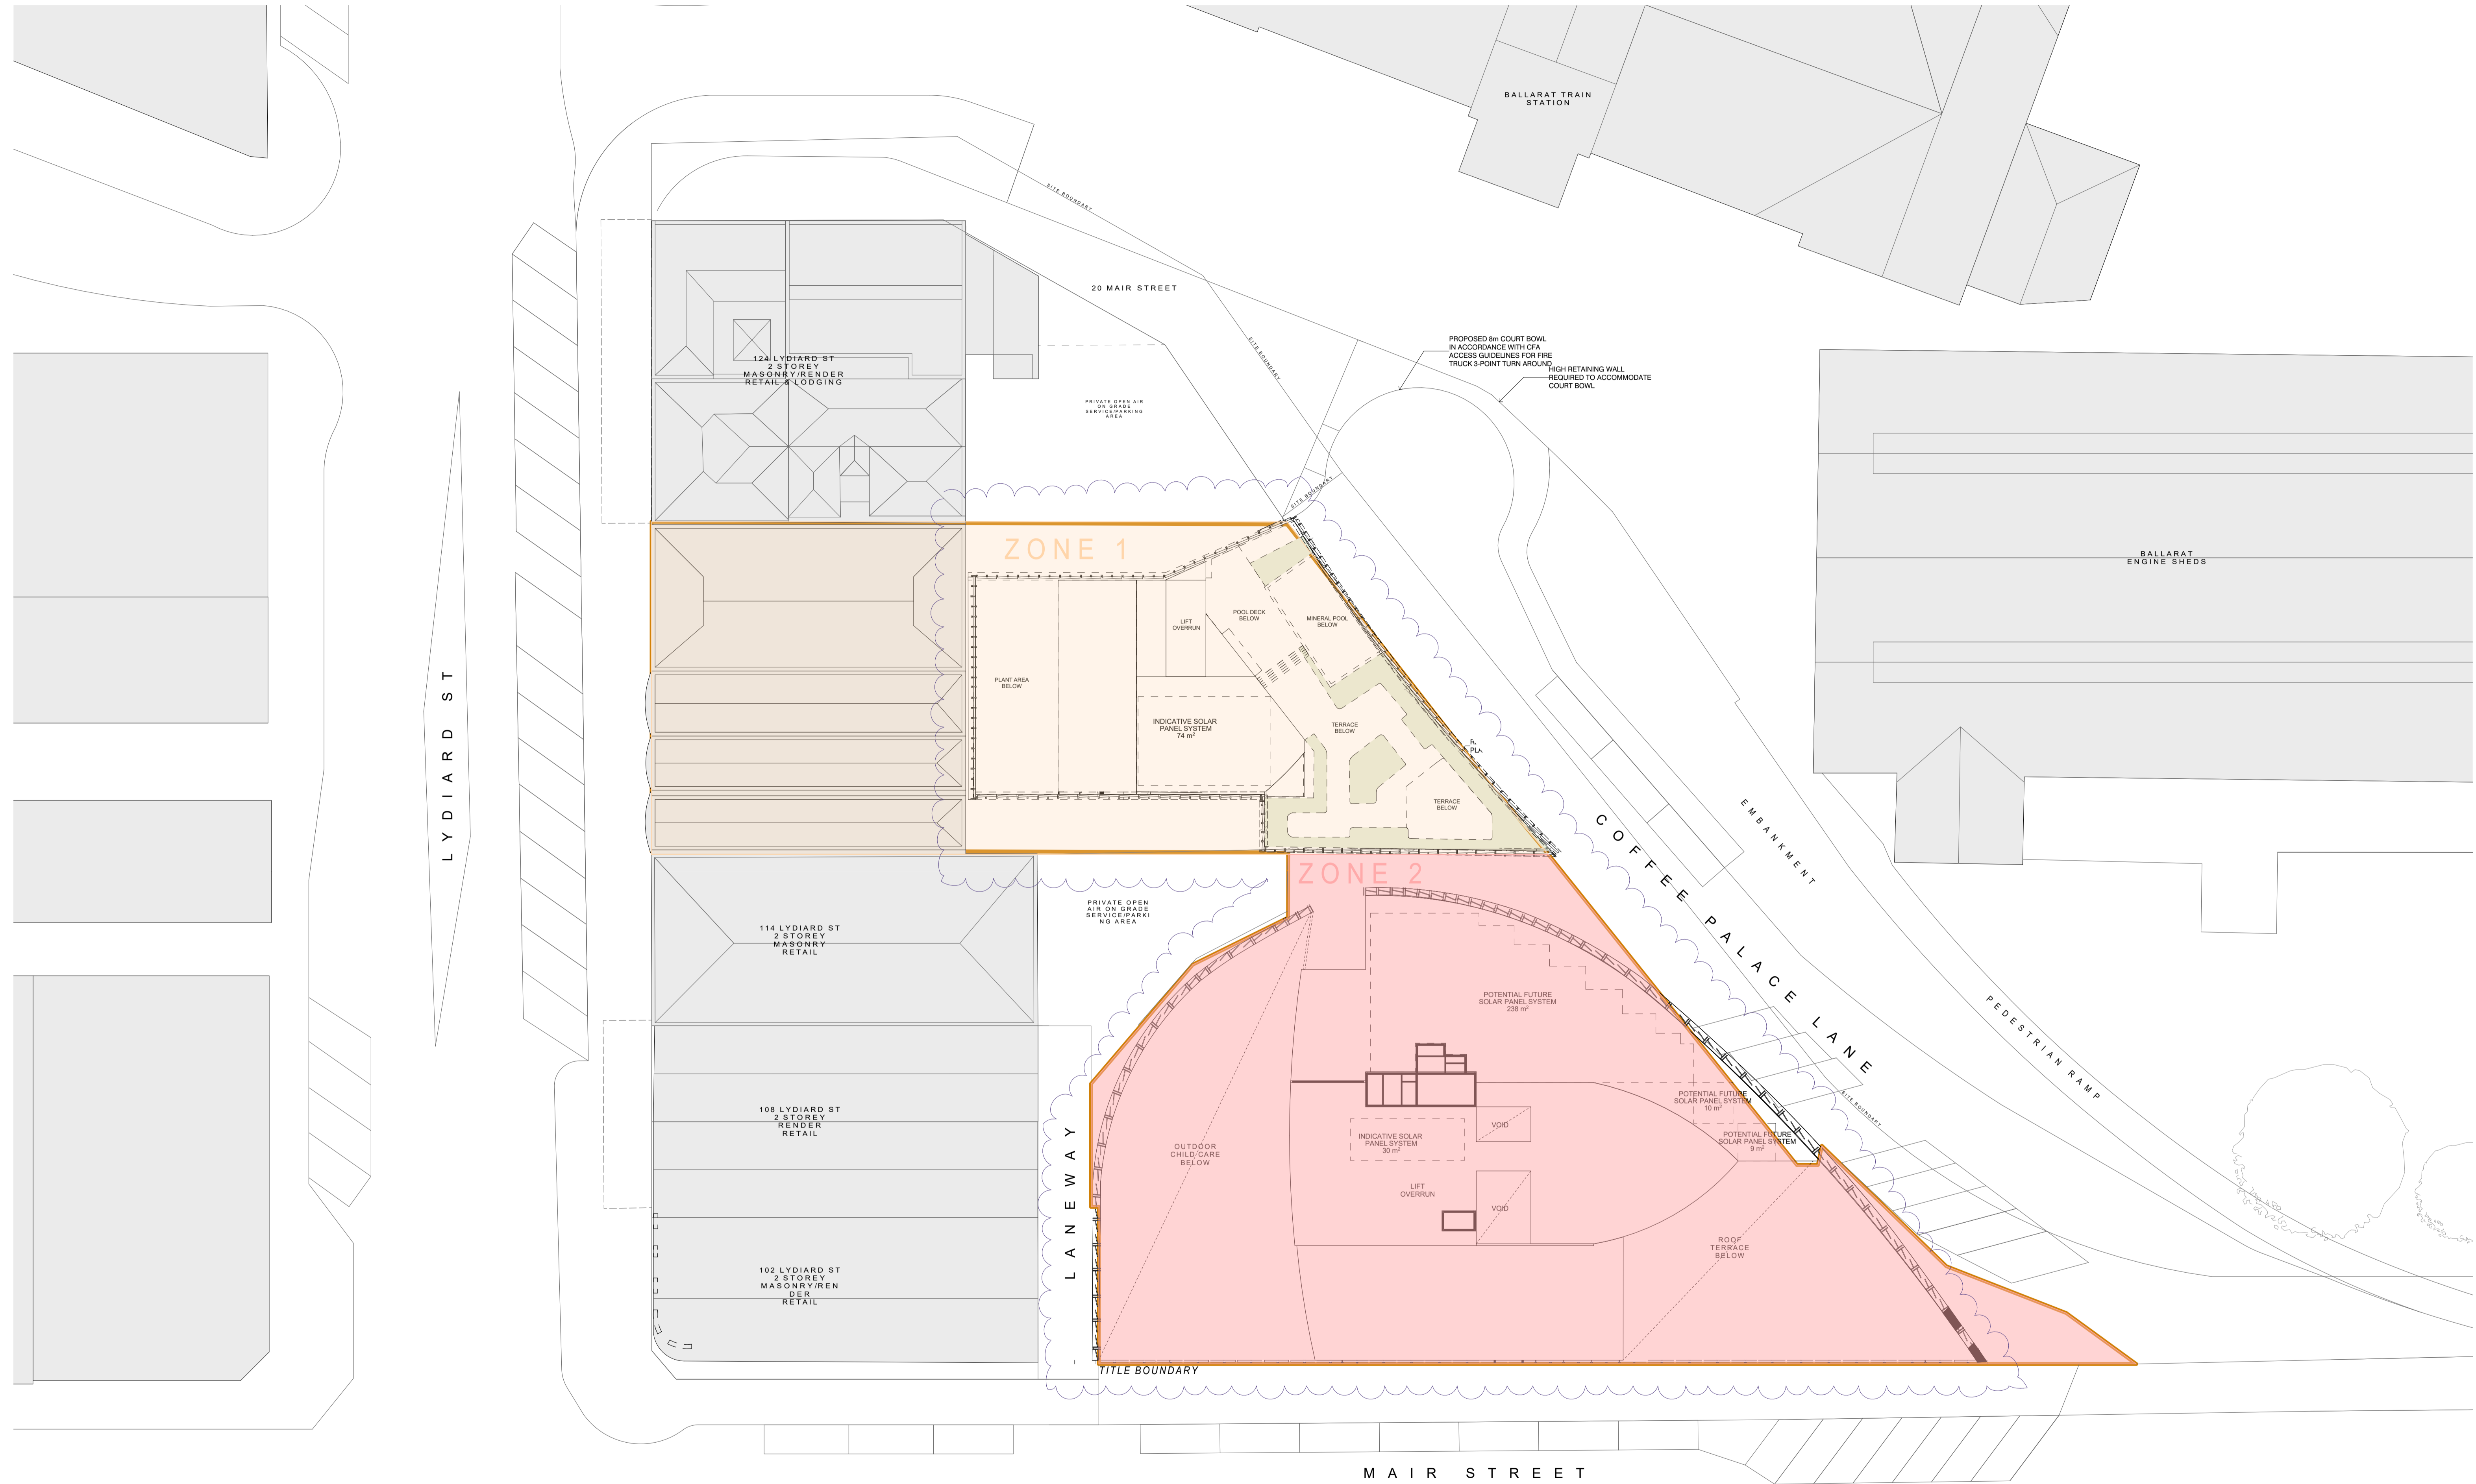 BALLARAT TRAIN
STATION
SITE BOUNDARY
20 MAIR STREET
SITE BOUNDARY
PROPOSED 8m COURT BOWL
IN ACCORDANCE WITH CFA
ACCESS GUIDELINES FOR FIRE
TRUCK 3-POINT TURN AROUND
HIGH RETAINING WALL
REQUIRED TO ACCOMMODATE
COURT BOWL
124 LYDIARD ST
2 STOREY
MASONRY/RENDER
RETAIL & LODGING
PRIVATE OPEN AIR
ON GRADE
SERVICE/PARKING
AREA
SITE BOUNDARY
ZONE 1
BALLARAT
ENGINE SHEDS
LIFT
OVERRUN
POOL DECK
BELOW
MINERAL POOL
BELOW
PLANT AREA
BELOW
INDICATIVE SOLAR
PANEL SYSTEM
74 m²
TERRACE
BELOW
TERRACE
BELOW
LYDIARD ST
COFFEE PALACE LANE
EMBANKMENT
PEDESTRIAN RAMP
ZONE 2
PRIVATE OPEN
AIR ON GRADE
SERVICE/PARKI
NG AREA
114 LYDIARD ST
2 STOREY
MASONRY
RETAIL
POTENTIAL FUTURE
SOLAR PANEL SYSTEM
238 m²
POTENTIAL FUTURE
SOLAR PANEL SYSTEM
10 m²
SITE BOUNDARY
108 LYDIARD ST
2 STOREY
RENDER
RETAIL
LANEWAY
OUTDOOR
CHILD-CARE
BELOW
INDICATIVE SOLAR
PANEL SYSTEM
30 m²
VOID
POTENTIAL FUTURE
SOLAR PANEL SYSTEM
9 m²
LIFT
OVERRUN
VOID
ROOF
TERRACE
BELOW
102 LYDIARD ST
2 STOREY
MASONRY/REN
DER
RETAIL
TITLE BOUNDARY
MAIR STREET